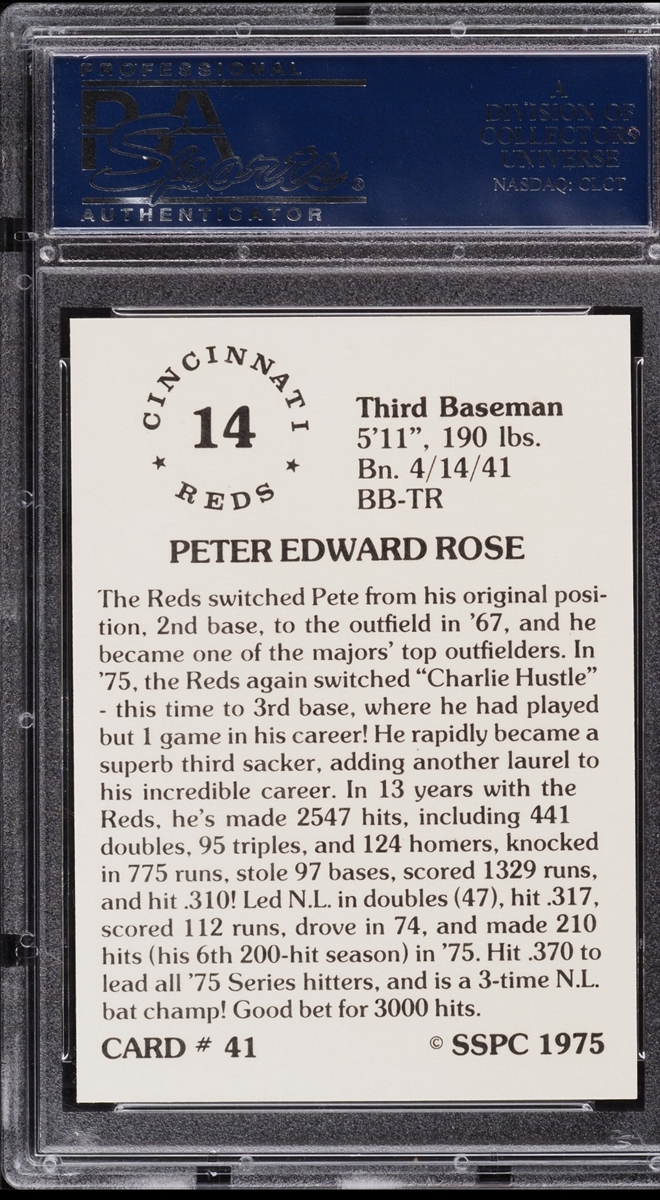 PROFESSIONAL
PSA
Sports ®
AUTHENTICATOR
A
DIVISION OF
COLLECTORS
UNIVERSE
NASDAQ: CLCT
CINCINNATI
14
★ REDS ★
Third Baseman
5'11", 190 lbs.
Bn. 4/14/41
BB-TR
PETER EDWARD ROSE
The Reds switched Pete from his original posi-
tion, 2nd base, to the outfield in '67, and he
became one of the majors' top outfielders. In
'75, the Reds again switched "Charlie Hustle"
- this time to 3rd base, where he had played
but 1 game in his career! He rapidly became a
superb third sacker, adding another laurel to
his incredible career. In 13 years with the
Reds, he's made 2547 hits, including 441
doubles, 95 triples, and 124 homers, knocked
in 775 runs, stole 97 bases, scored 1329 runs,
and hit .310! Led N.L. in doubles (47), hit .317,
scored 112 runs, drove in 74, and made 210
hits (his 6th 200-hit season) in '75. Hit .370 to
lead all '75 Series hitters, and is a 3-time N.L.
bat champ! Good bet for 3000 hits.
CARD # 41
© SSPC 1975